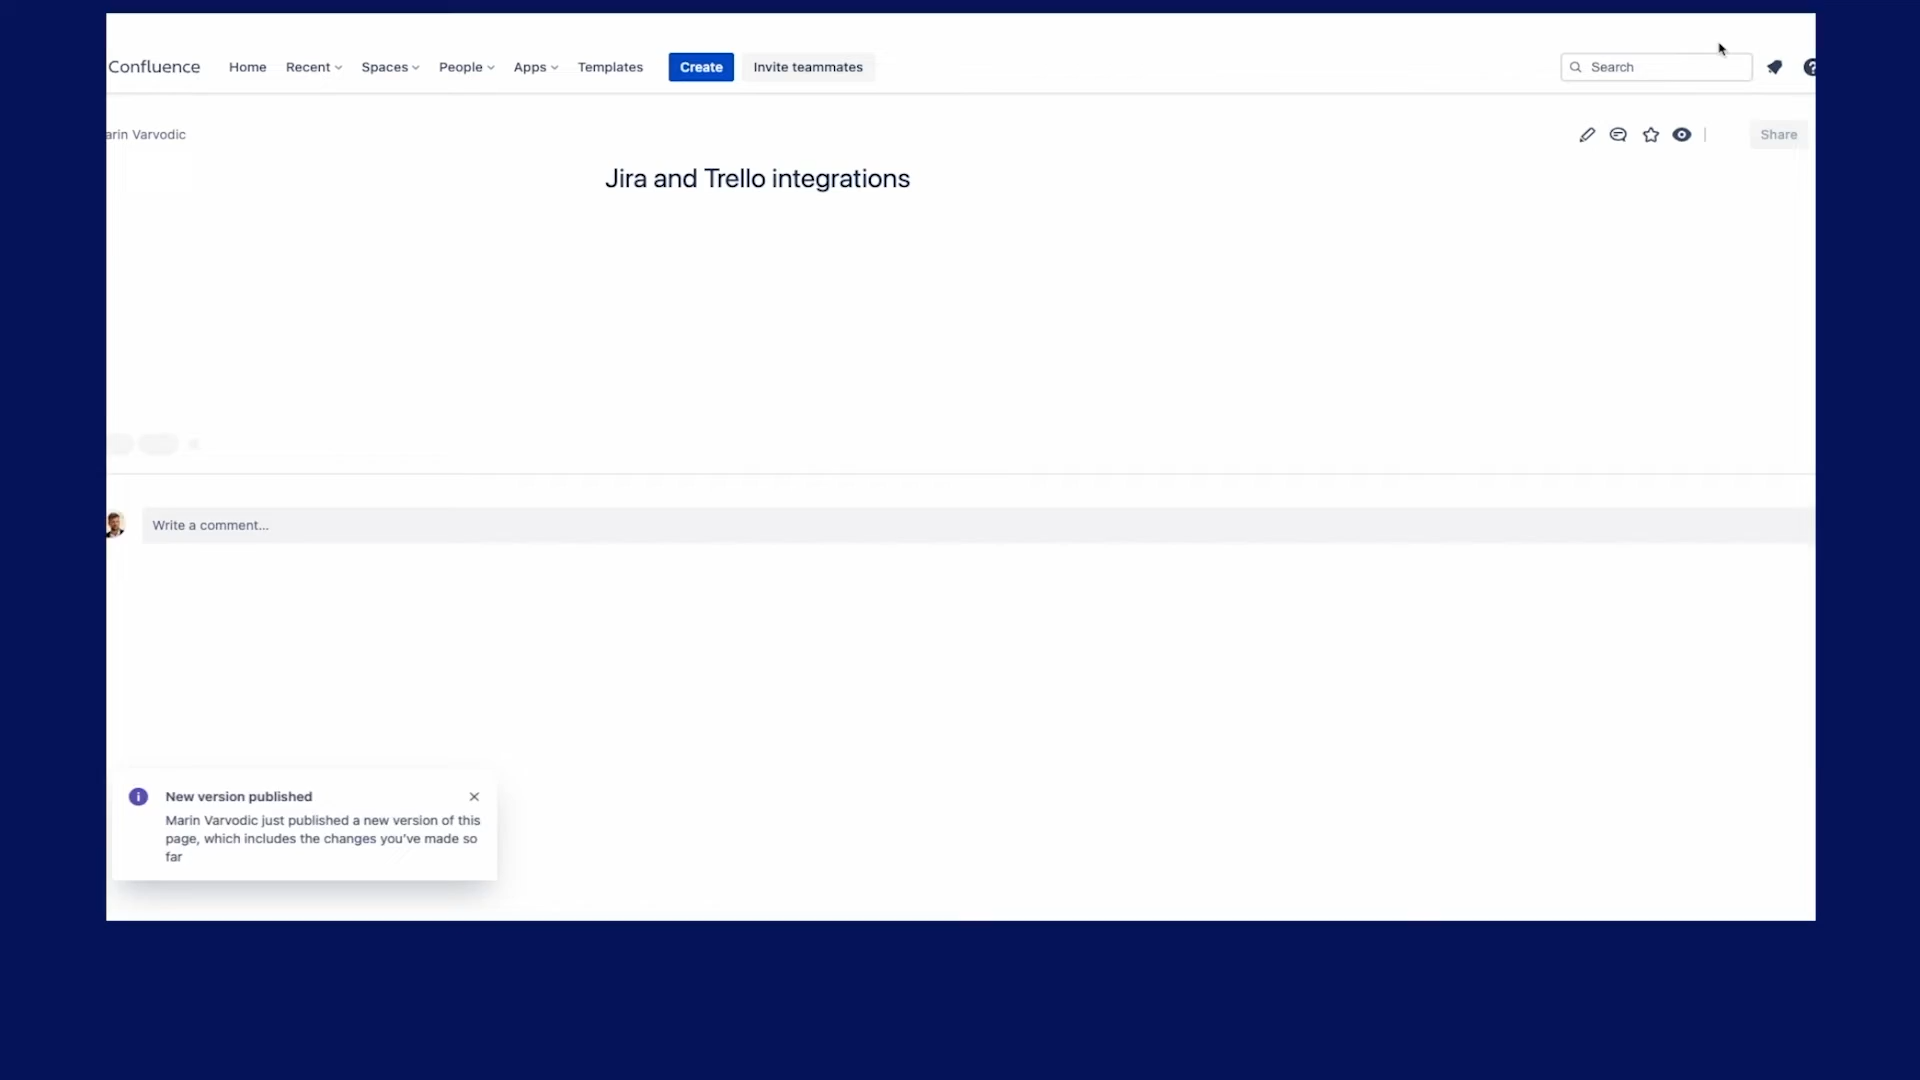 Confluence Home Recent Spaces People Apps Templates Create Invite teammates Search
arin Varvodic Share
Jira and Trello integrations
Write a comment...
New version published
Marin Varvodic just published a new version of this
page, which includes the changes you've made so
far